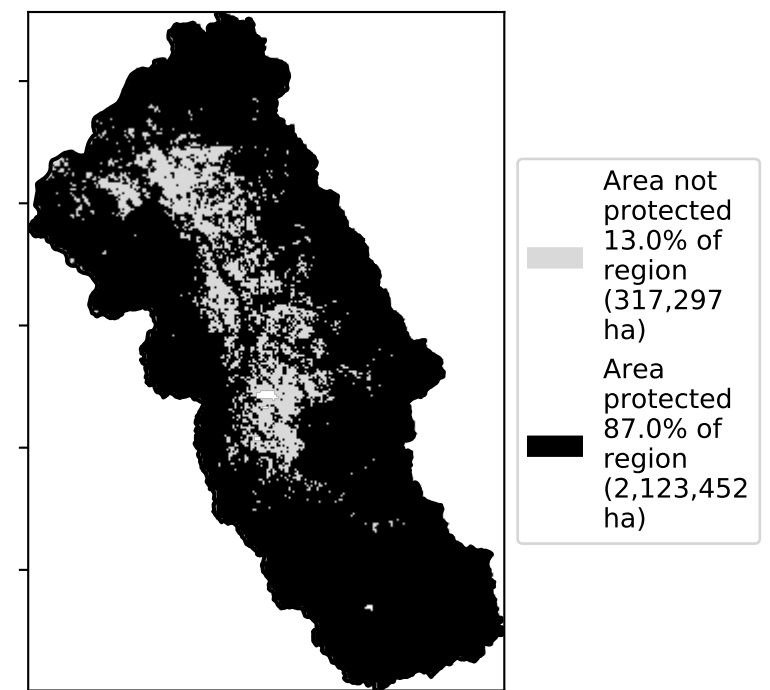 Area not
protected
13.0% of
region
(317,297
ha)
Area
protected
87.0% of
region
(2,123,452
ha)